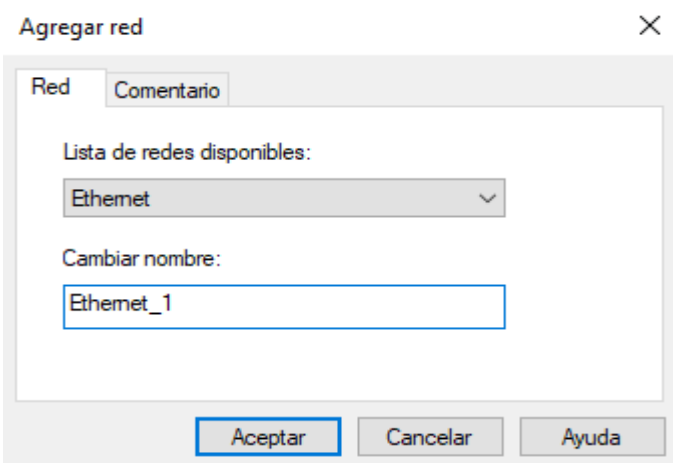 Agregar red
Red
Comentario
Lista de redes disponibles:
Ethernet
Cambiar nombre:
Ethernet_1
Aceptar
Cancelar
Ayuda